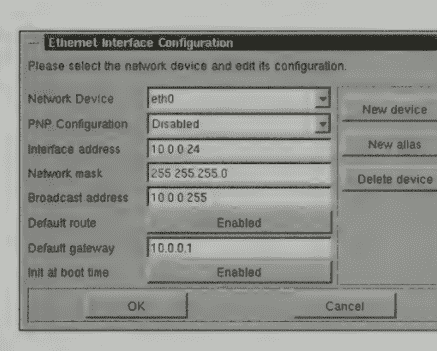 Ethernet Interface Configuration
Please select the network device and edit its configuration.
Network Device eth0
PNP Configuration Disabled
Interface address 10.0.0.24
Network mask 255.255.255.0
Broadcast address 10.0.0.255
Default route Enabled
Default gateway 10.0.0.1
Init at boot time Enabled
New device
New alias
Delete device
OK Cancel